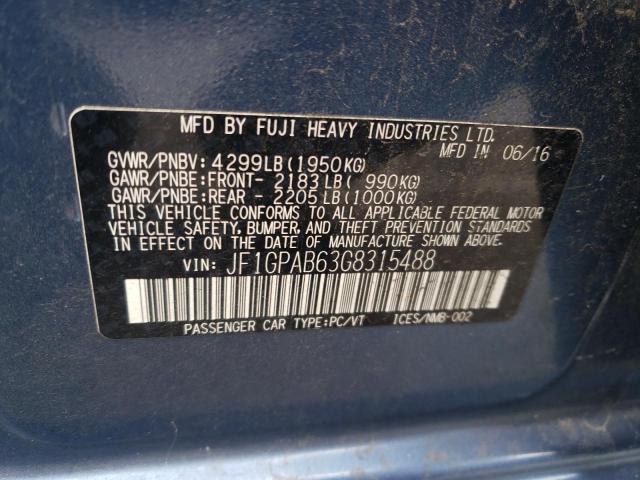 MFD BY FUJI HEAVY INDUSTRIES LTD.
MFD IN 06/16
GVWR/PNBV: 4299LB(1950KG)
GAWR/PNBE:FRONT- 2183LB( 990KG)
GAWR/PNBE:REAR - 2205LB(1000KG)
THIS VEHICLE CONFORMS TO ALL APPLICABLE FEDERAL MOTOR
VEHICLE SAFETY,BUMPER, AND THEFT PREVENTION STANDARDS
IN EFFECT ON THE DATE OF MANUFACTURE SHOWN ABOVE.
VIN: JF1GPAB63G8315488
PASSENGER CAR TYPE:PC/VT ICES/NMB-002